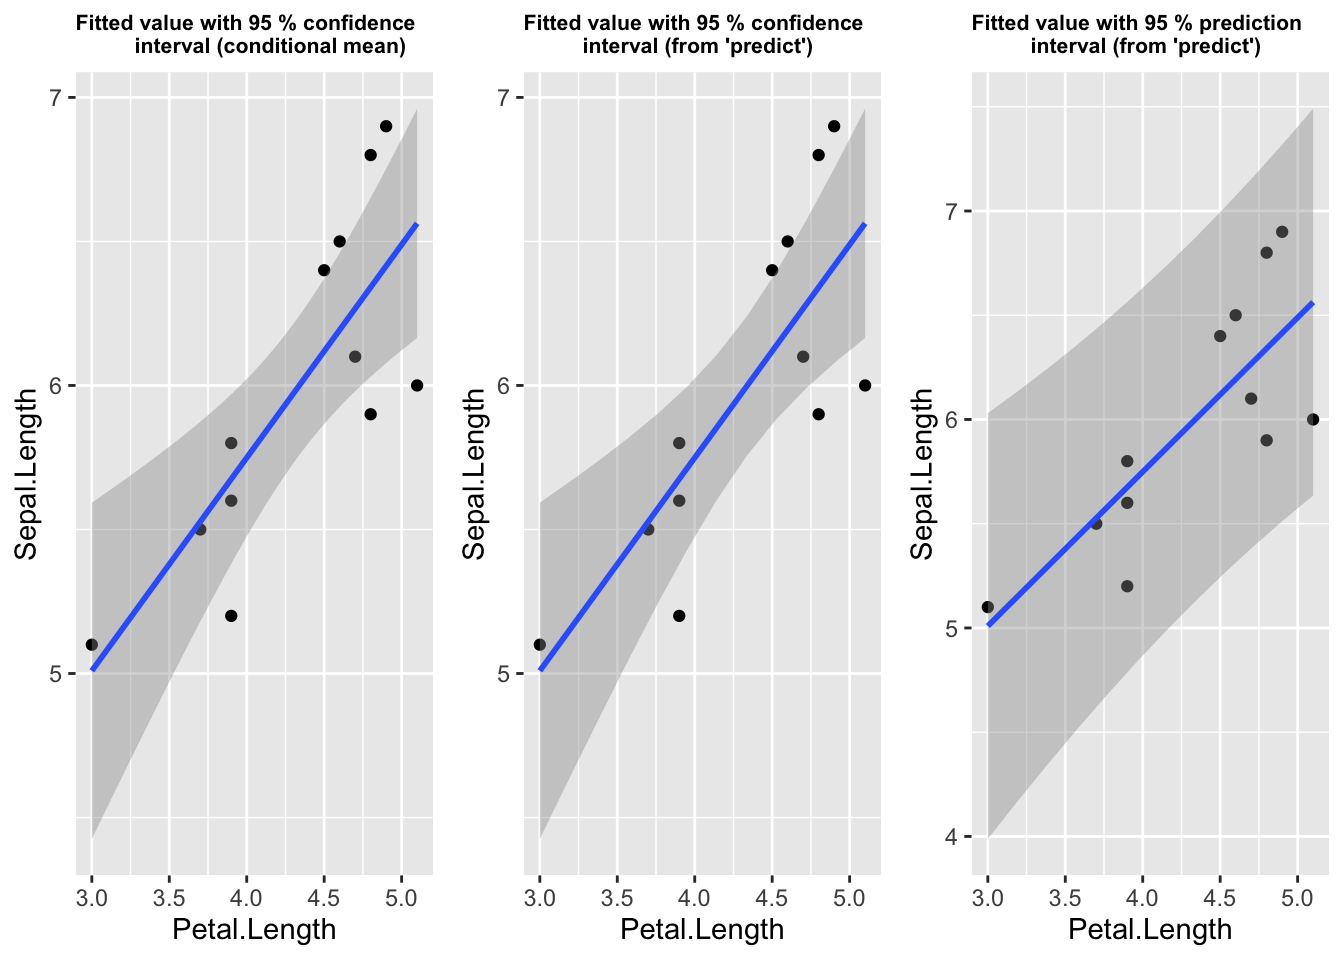 Fitted value with 95 % confidence
interval (conditional mean)
7
6
5
Sepal.Length
3.0 3.5 4.0 4.5 5.0
Petal.Length
Fitted value with 95 % confidence
interval (from 'predict')
7
6
5
Sepal.Length
3.0 3.5 4.0 4.5 5.0
Petal.Length
Fitted value with 95 % prediction
interval (from 'predict')
7
6
5
4
Sepal.Length
3.0 3.5 4.0 4.5 5.0
Petal.Length